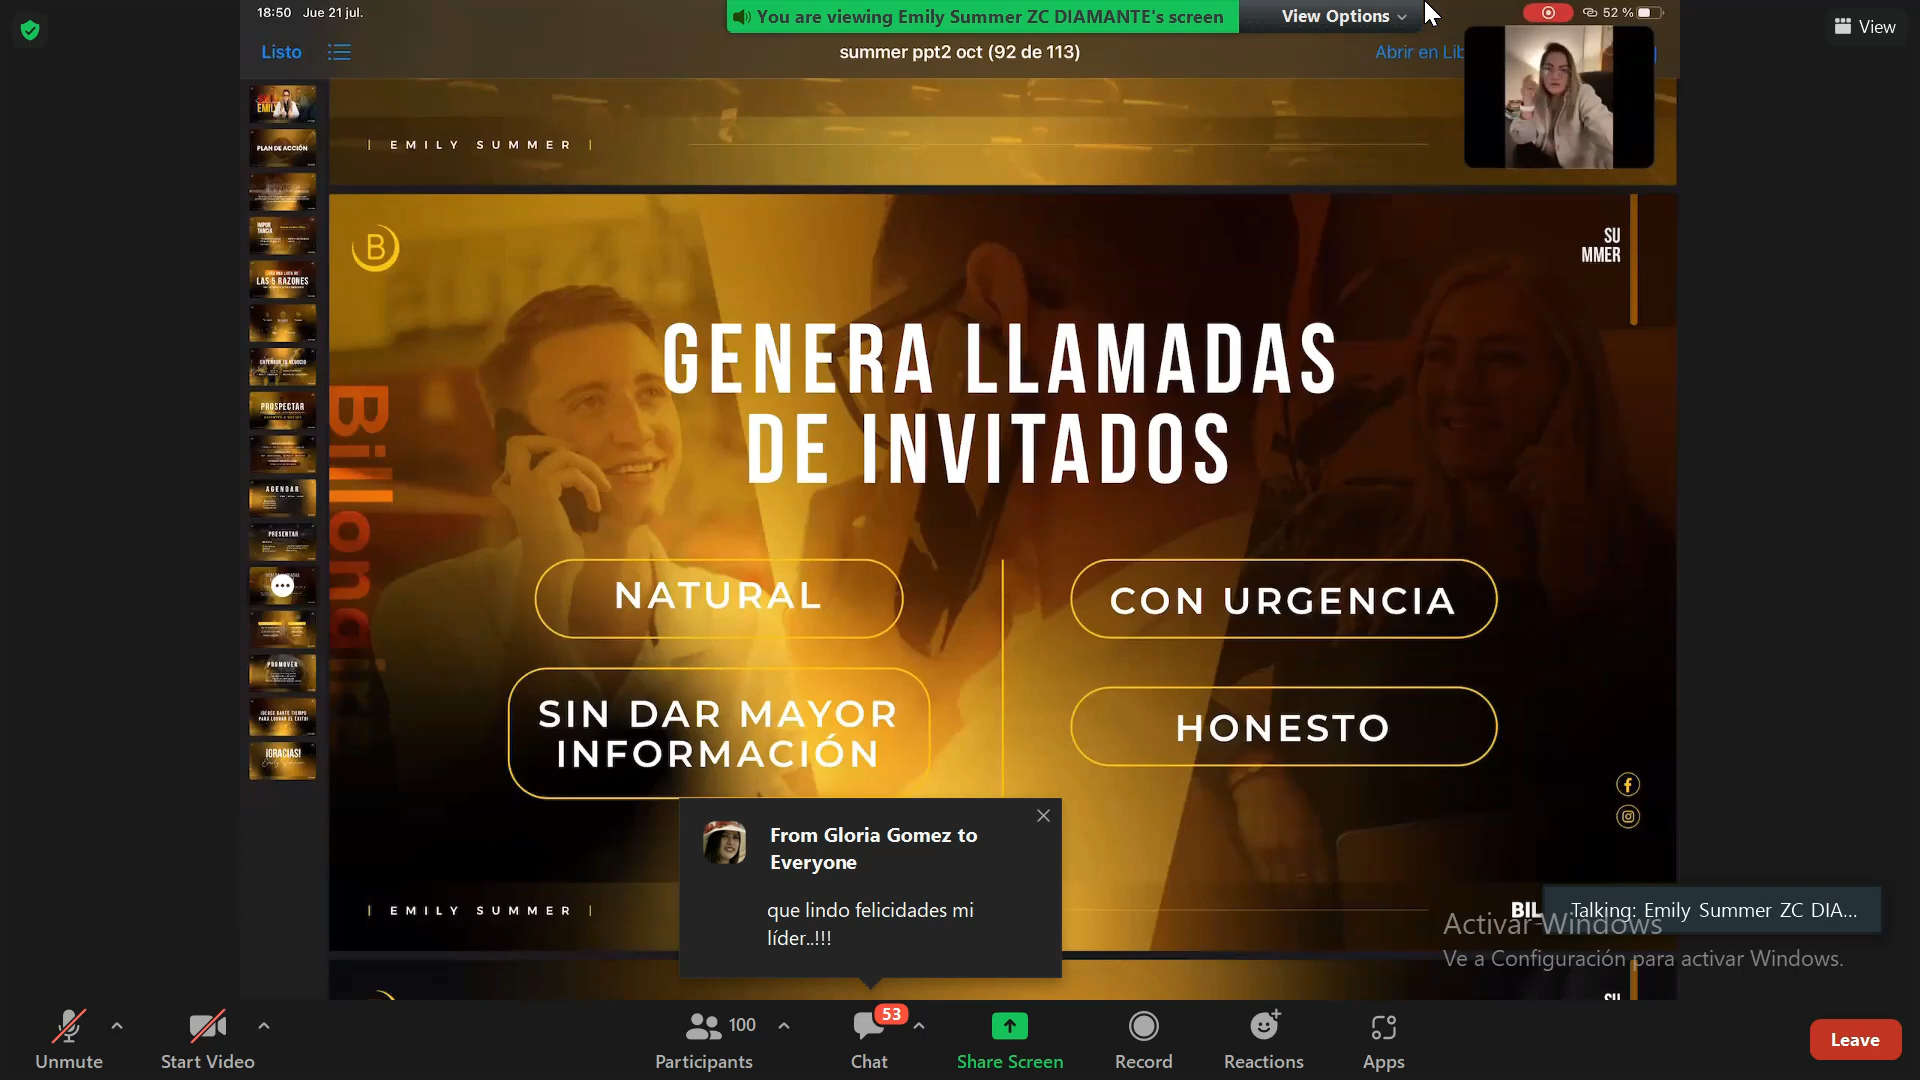 18:50 Jue 21 jul.
You are viewing Emily Summer ZC DIAMANTE's screen
View Options
52 %
View
Listo
summer ppt2 oct (92 de 113)
Abrir en Lib
EMILY
PLAN DE ACCIÓN
LAS 5 RAZONES
PROSPECTAR
AGENDAR
PRESENTAR
PROMOVER
¡GRACIAS!
| EMILY SUMMER |
B
SU
MMER
Billonair
GENERA LLAMADAS
DE INVITADOS
NATURAL
CON URGENCIA
SIN DAR MAYOR
INFORMACIÓN
HONESTO
From Gloria Gomez to
Everyone
que lindo felicidades mi
líder..!!!
| EMILY SUMMER |
BIL
Talking: Emily Summer ZC DIA...
Activar Windows
Ve a Configuración para activar Windows.
SU
Unmute
Start Video
100
Participants
53
Chat
Share Screen
Record
Reactions
Apps
Leave